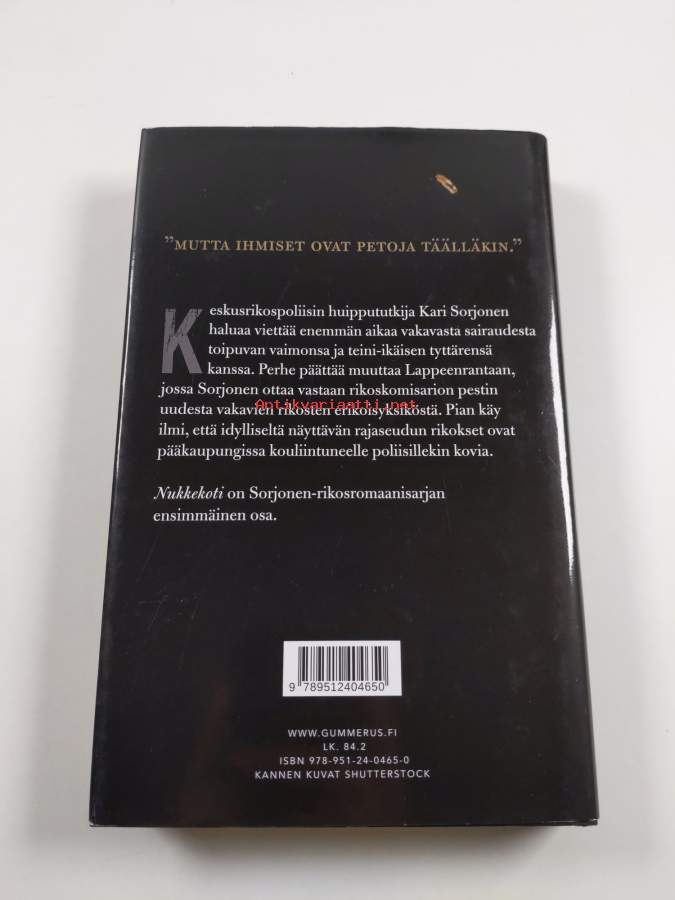 ”MUTTA IHMISET OVAT PETOJA TÄÄLLÄKIN.”
Keskusrikospoliisin huippututkija Kari Sorjonen
haluaa viettää enemmän aikaa vakavasta sairaudesta
toipuvan vaimonsa ja teini-ikäisen tyttärensä
kanssa. Perhe päättää muuttaa Lappeenrantaan,
jossa Sorjonen ottaa vastaan rikoskomisarion pestin
Antikvariaatti.net
uudesta vakavien rikosten erikoisyksiköstä. Pian käy
ilmi, että idylliseltä näyttävän rajaseudun rikokset ovat
pääkaupungissa kouliintuneelle poliisillekin kovia.
Nukkekoti on Sorjonen-rikosromaanisarjan
ensimmäinen osa.
9 789512 404650
WWW.GUMMERUS.FI
LK. 84.2
ISBN 978-951-24-0465-0
KANNEN KUVAT SHUTTERSTOCK